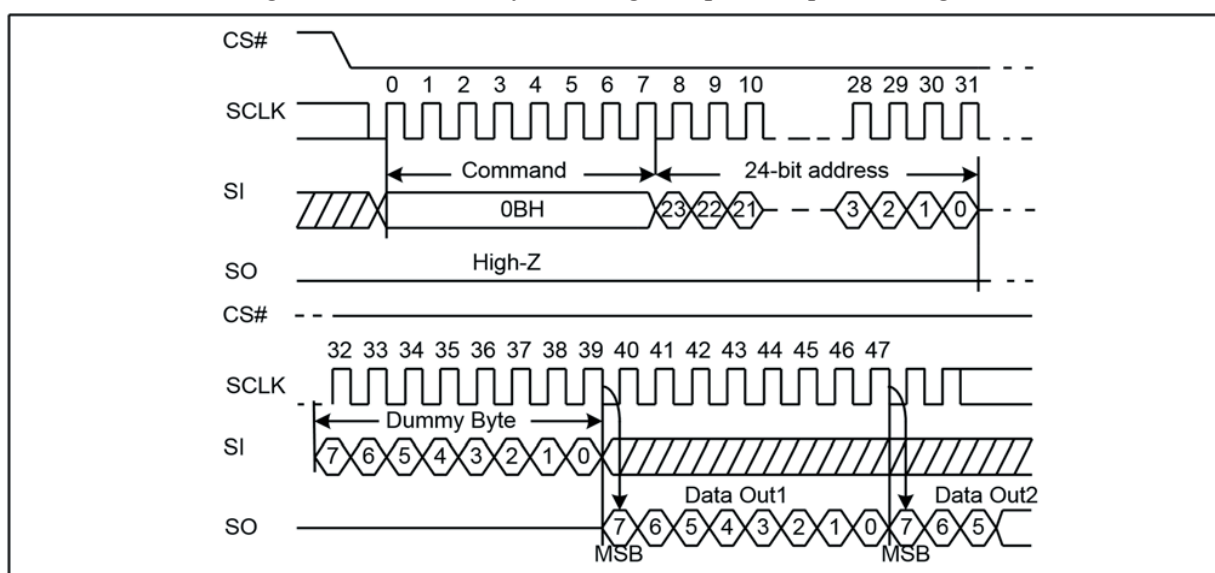 CS#
0 1 2 3 4 5 6 7 8 9 10 28 29 30 31
SCLK
Command 24-bit address
SI
0BH 23 22 21 3 2 1 0
High-Z
SO
CS#
32 33 34 35 36 37 38 39 40 41 42 43 44 45 46 47
SCLK
Dummy Byte
SI
7 6 5 4 3 2 1 0
Data Out1 Data Out2
SO
7 6 5 4 3 2 1 0 7 6 5
MSB MSB